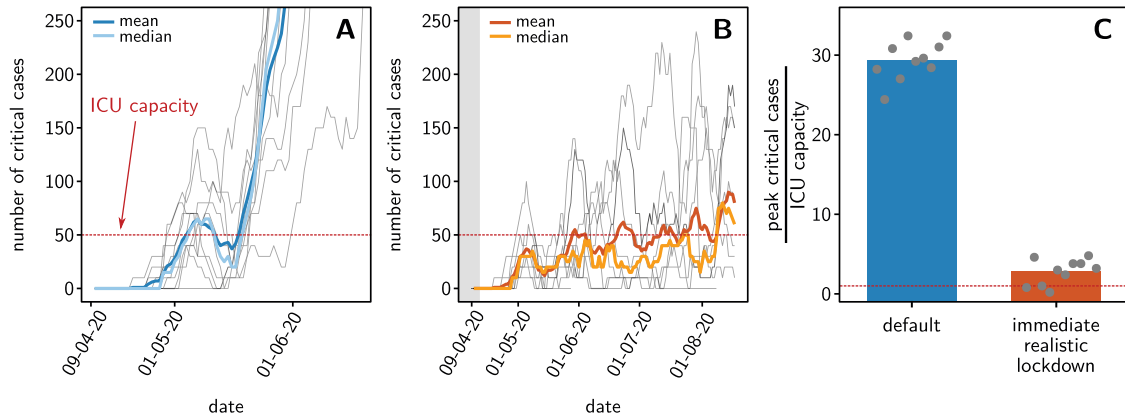 number of critical cases
250
200
150
100
50
0
mean
median
A
ICU capacity
09-04-20
01-05-20
01-06-20
date
number of critical cases
250
200
150
100
50
0
mean
median
B
09-04-20
01-05-20
01-06-20
01-07-20
01-08-20
date
peak critical cases
ICU capacity
30
20
10
0
C
default
immediate
realistic
lockdown